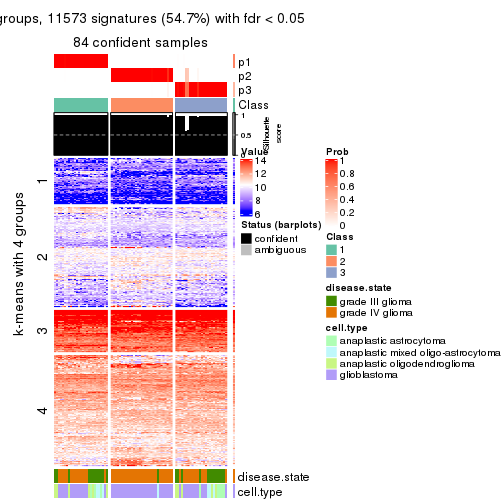 groups, 11573 signatures (54.7%) with fdr < 0.05
84 confident samples
p1
p2
p3
Class
1
0.5
0
Silhouette
score
k-means with 4 groups
1
2
3
4
disease.state
cell.type
Value
14
12
10
8
6
Status (barplots)
confident
ambiguous
Prob
1
0.8
0.6
0.4
0.2
0
Class
1
2
3
disease.state
grade III glioma
grade IV glioma
cell.type
anaplastic astrocytoma
anaplastic mixed oligo-astrocytoma
anaplastic oligodendroglioma
glioblastoma